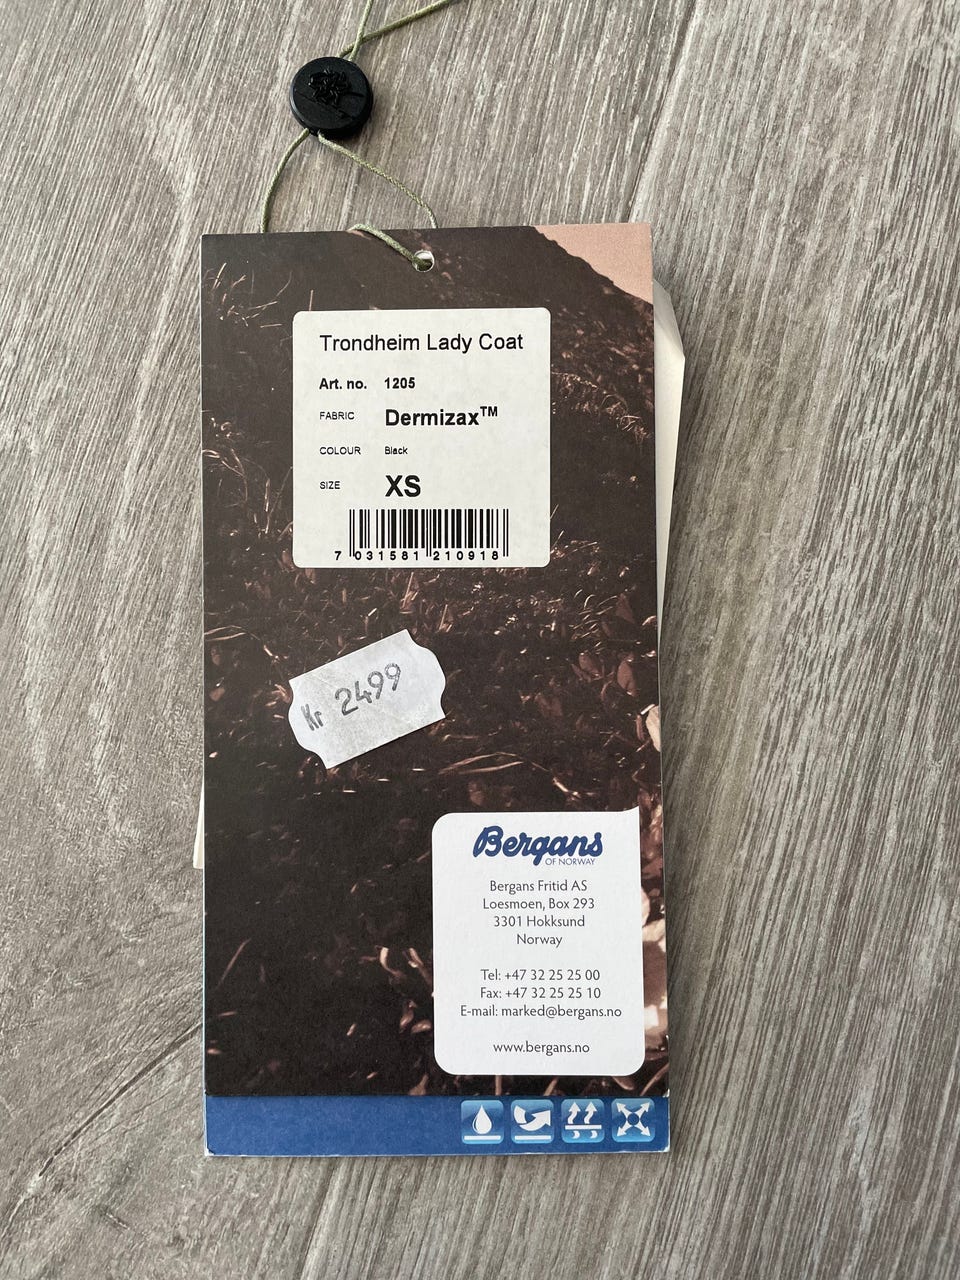 Trondheim Lady Coat
Art. no. 1205
FABRIC Dermizax™
COLOUR Black
SIZE XS
7 031581 210918
Kr 2499
Bergans
OF NORWAY
Bergans Fritid AS
Loesmoen, Box 293
3301 Hokksund
Norway
Tel: +47 32 25 25 00
Fax: +47 32 25 25 10
E-mail: marked@bergans.no
www.bergans.no